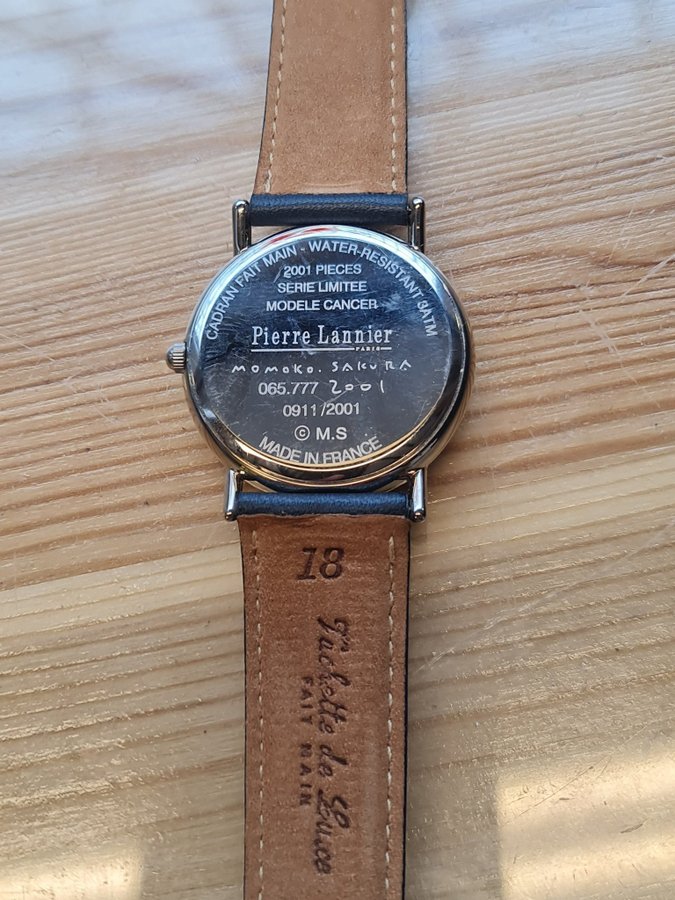 CADRAN FAIT MAIN - WATER-RESISTANT 3ATM
2001 PIECES
SERIE LIMITEE
MODELE CANCER
Pierre Lannier
PARIS
MOMOKO. SAKURA
065.777 2001
0911/2001
© M.S
MADE IN FRANCE
18
de
FAIT MAIN